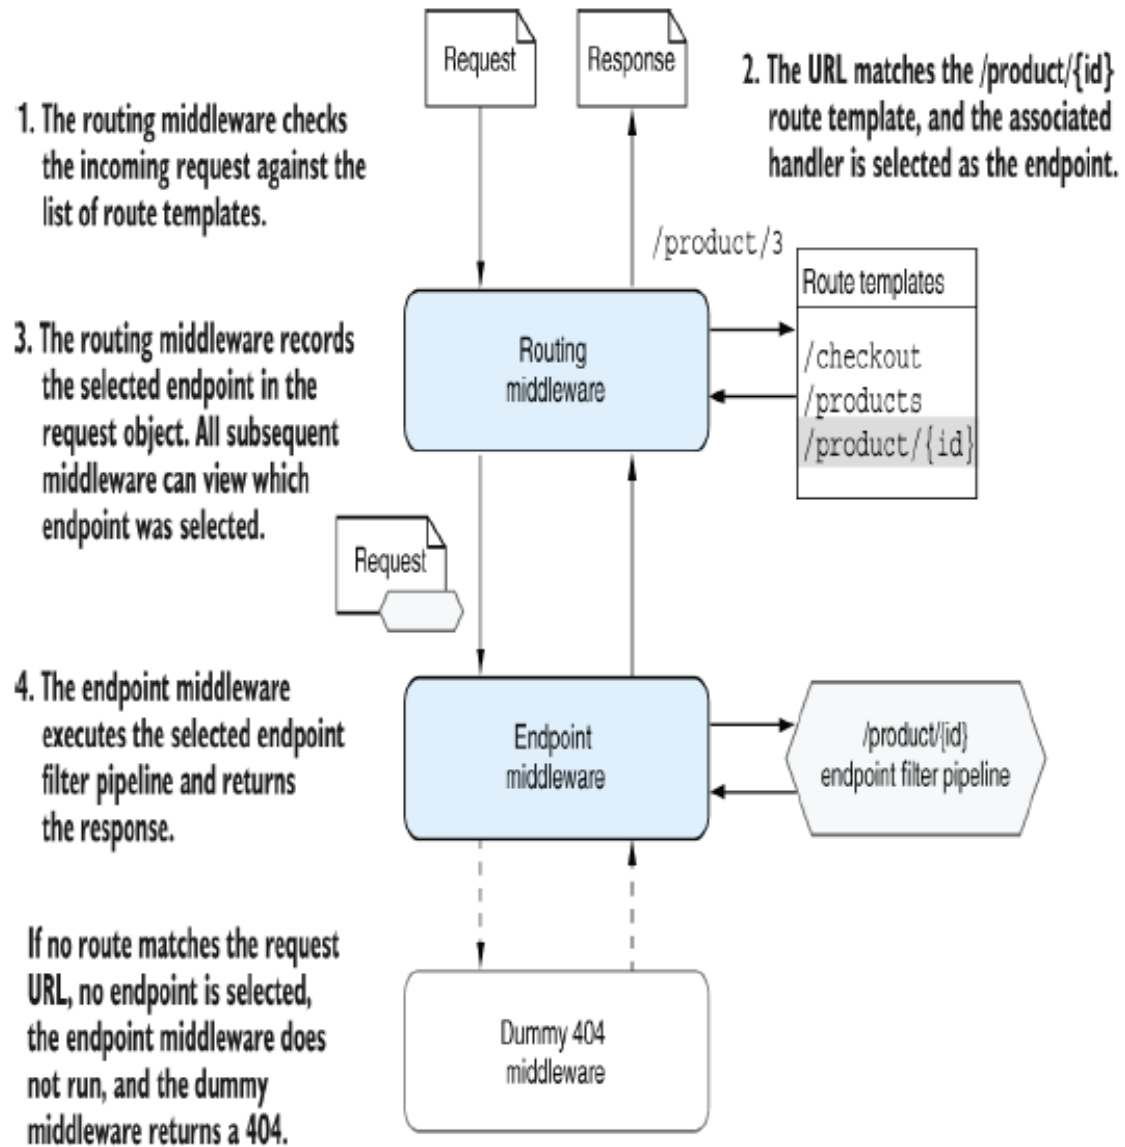 Request
Response
2. The URL matches the /product/{id}
route template, and the associated
handler is selected as the endpoint.
1. The routing middleware checks
the incoming request against the
list of route templates.
/product/3
Route templates
/checkout
/products
/product/{id}
Routing
middleware
3. The routing middleware records
the selected endpoint in the
request object. All subsequent
middleware can view which
endpoint was selected.
Request
4. The endpoint middleware
executes the selected endpoint
filter pipeline and returns
the response.
Endpoint
middleware
/product/{id}
endpoint filter pipeline
If no route matches the request
URL, no endpoint is selected,
the endpoint middleware does
not run, and the dummy
middleware returns a 404.
Dummy 404
middleware